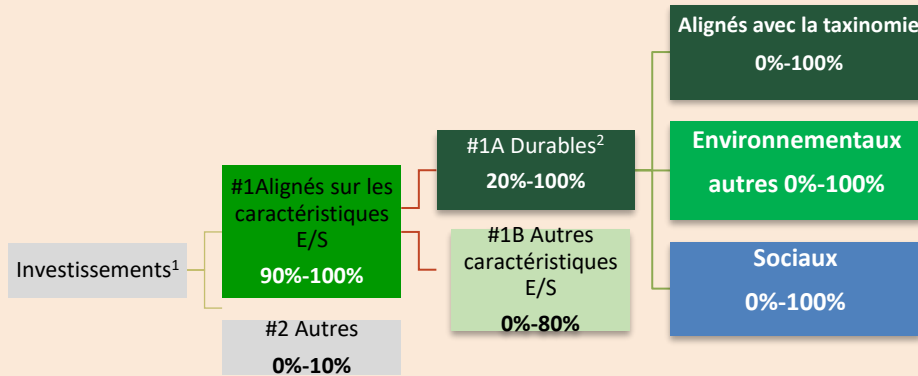 Investissements¹
#1Alignés sur les
caractéristiques
E/S
90%-100%
#2 Autres
0%-10%
#1A Durables²
20%-100%
#1B Autres
caractéristiques
E/S
0%-80%
Alignés avec la taxinomie
0%-100%
Environnementaux
autres 0%-100%
Sociaux
0%-100%